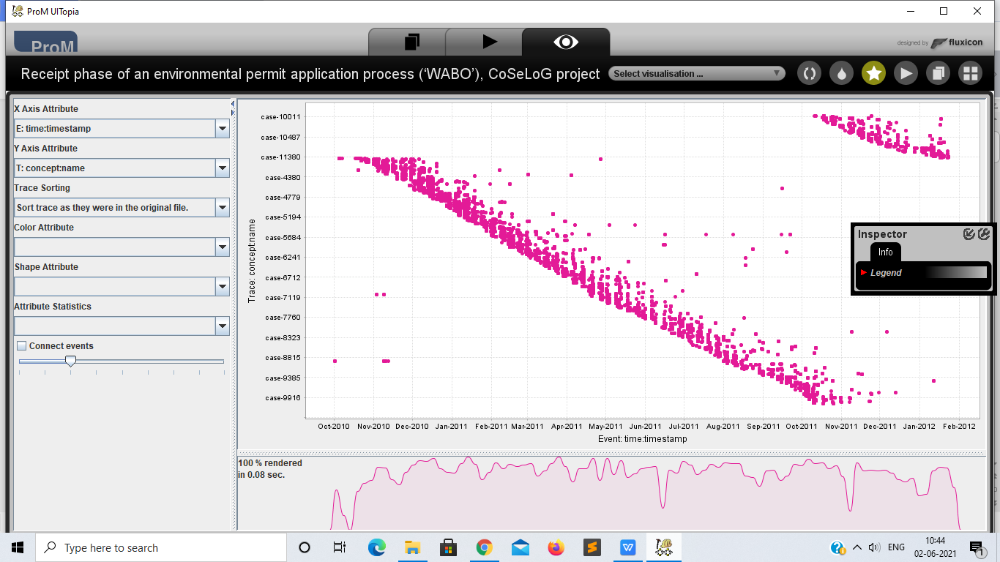 ProM UITopia
ProM
designed by fluxicon
Receipt phase of an environmental permit application process (‘WABO’), CoSeLoG project
Select visualisation ...
X Axis Attribute
E: time:timestamp
Y Axis Attribute
T: concept:name
Trace Sorting
Sort trace as they were in the original file.
Color Attribute
Shape Attribute
Attribute Statistics
Connect events
Trace: concept:name
case-10011
case-10487
case-11380
case-4380
case-4779
case-5194
case-5684
case-6241
case-6712
case-7119
case-7760
case-8323
case-8815
case-9385
case-9916
Oct-2010 Nov-2010 Dec-2010 Jan-2011 Feb-2011 Mar-2011 Apr-2011 May-2011 Jun-2011 Jul-2011 Aug-2011 Sep-2011 Oct-2011 Nov-2011 Dec-2011 Jan-2012 Feb-2012
Event: time:timestamp
Inspector
Info
Legend
100 % rendered
in 0.08 sec.
Type here to search
ENG
10:44
02-06-2021
1